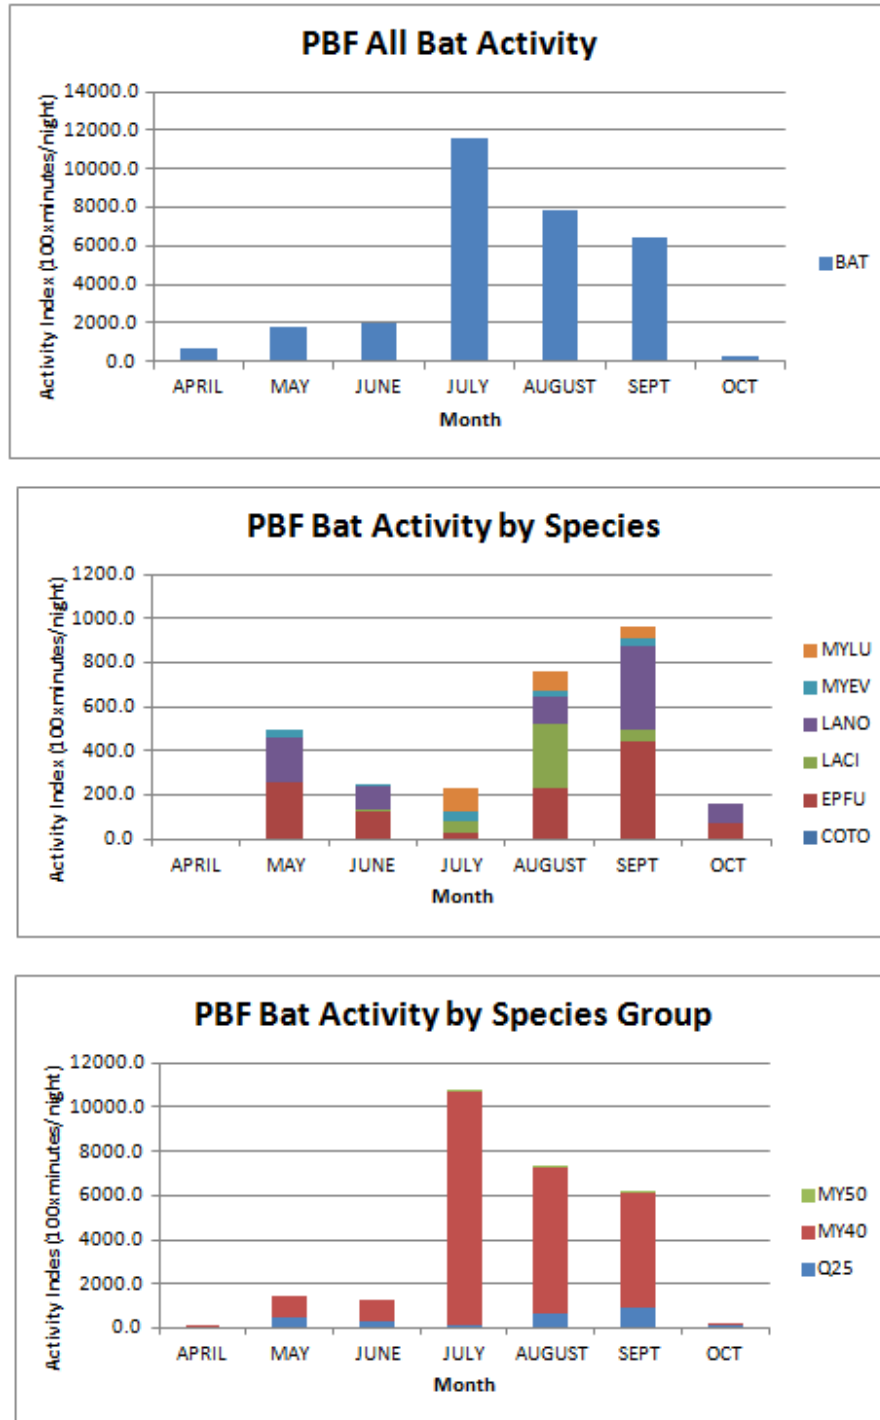 PBF All Bat Activity
Activity Index (100xminutes/night)
14000.0
12000.0
10000.0
8000.0
6000.0
4000.0
2000.0
0.0
APRIL MAY JUNE JULY AUGUST SEPT OCT
Month
BAT
PBF Bat Activity by Species
Activity Index (100xminutes/night)
1200.0
1000.0
800.0
600.0
400.0
200.0
0.0
APRIL MAY JUNE JULY AUGUST SEPT OCT
Month
MYLU
MYEV
LANO
LACI
EPFU
COTO
PBF Bat Activity by Species Group
Activity Indes (100xminutes/night)
12000.0
10000.0
8000.0
6000.0
4000.0
2000.0
0.0
APRIL MAY JUNE JULY AUGUST SEPT OCT
Month
MY50
MY40
Q25